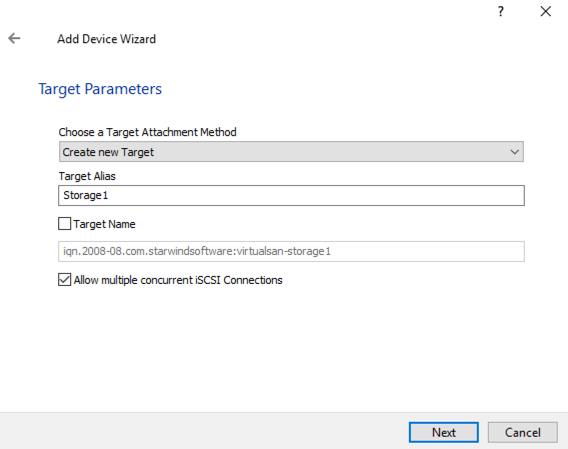 ?
Add Device Wizard
Target Parameters
Choose a Target Attachment Method
Create new Target
Target Alias
Storage1
Target Name
iqn.2008-08.com.starwindsoftware:virtualsan-storage1
Allow multiple concurrent iSCSI Connections
Next Cancel